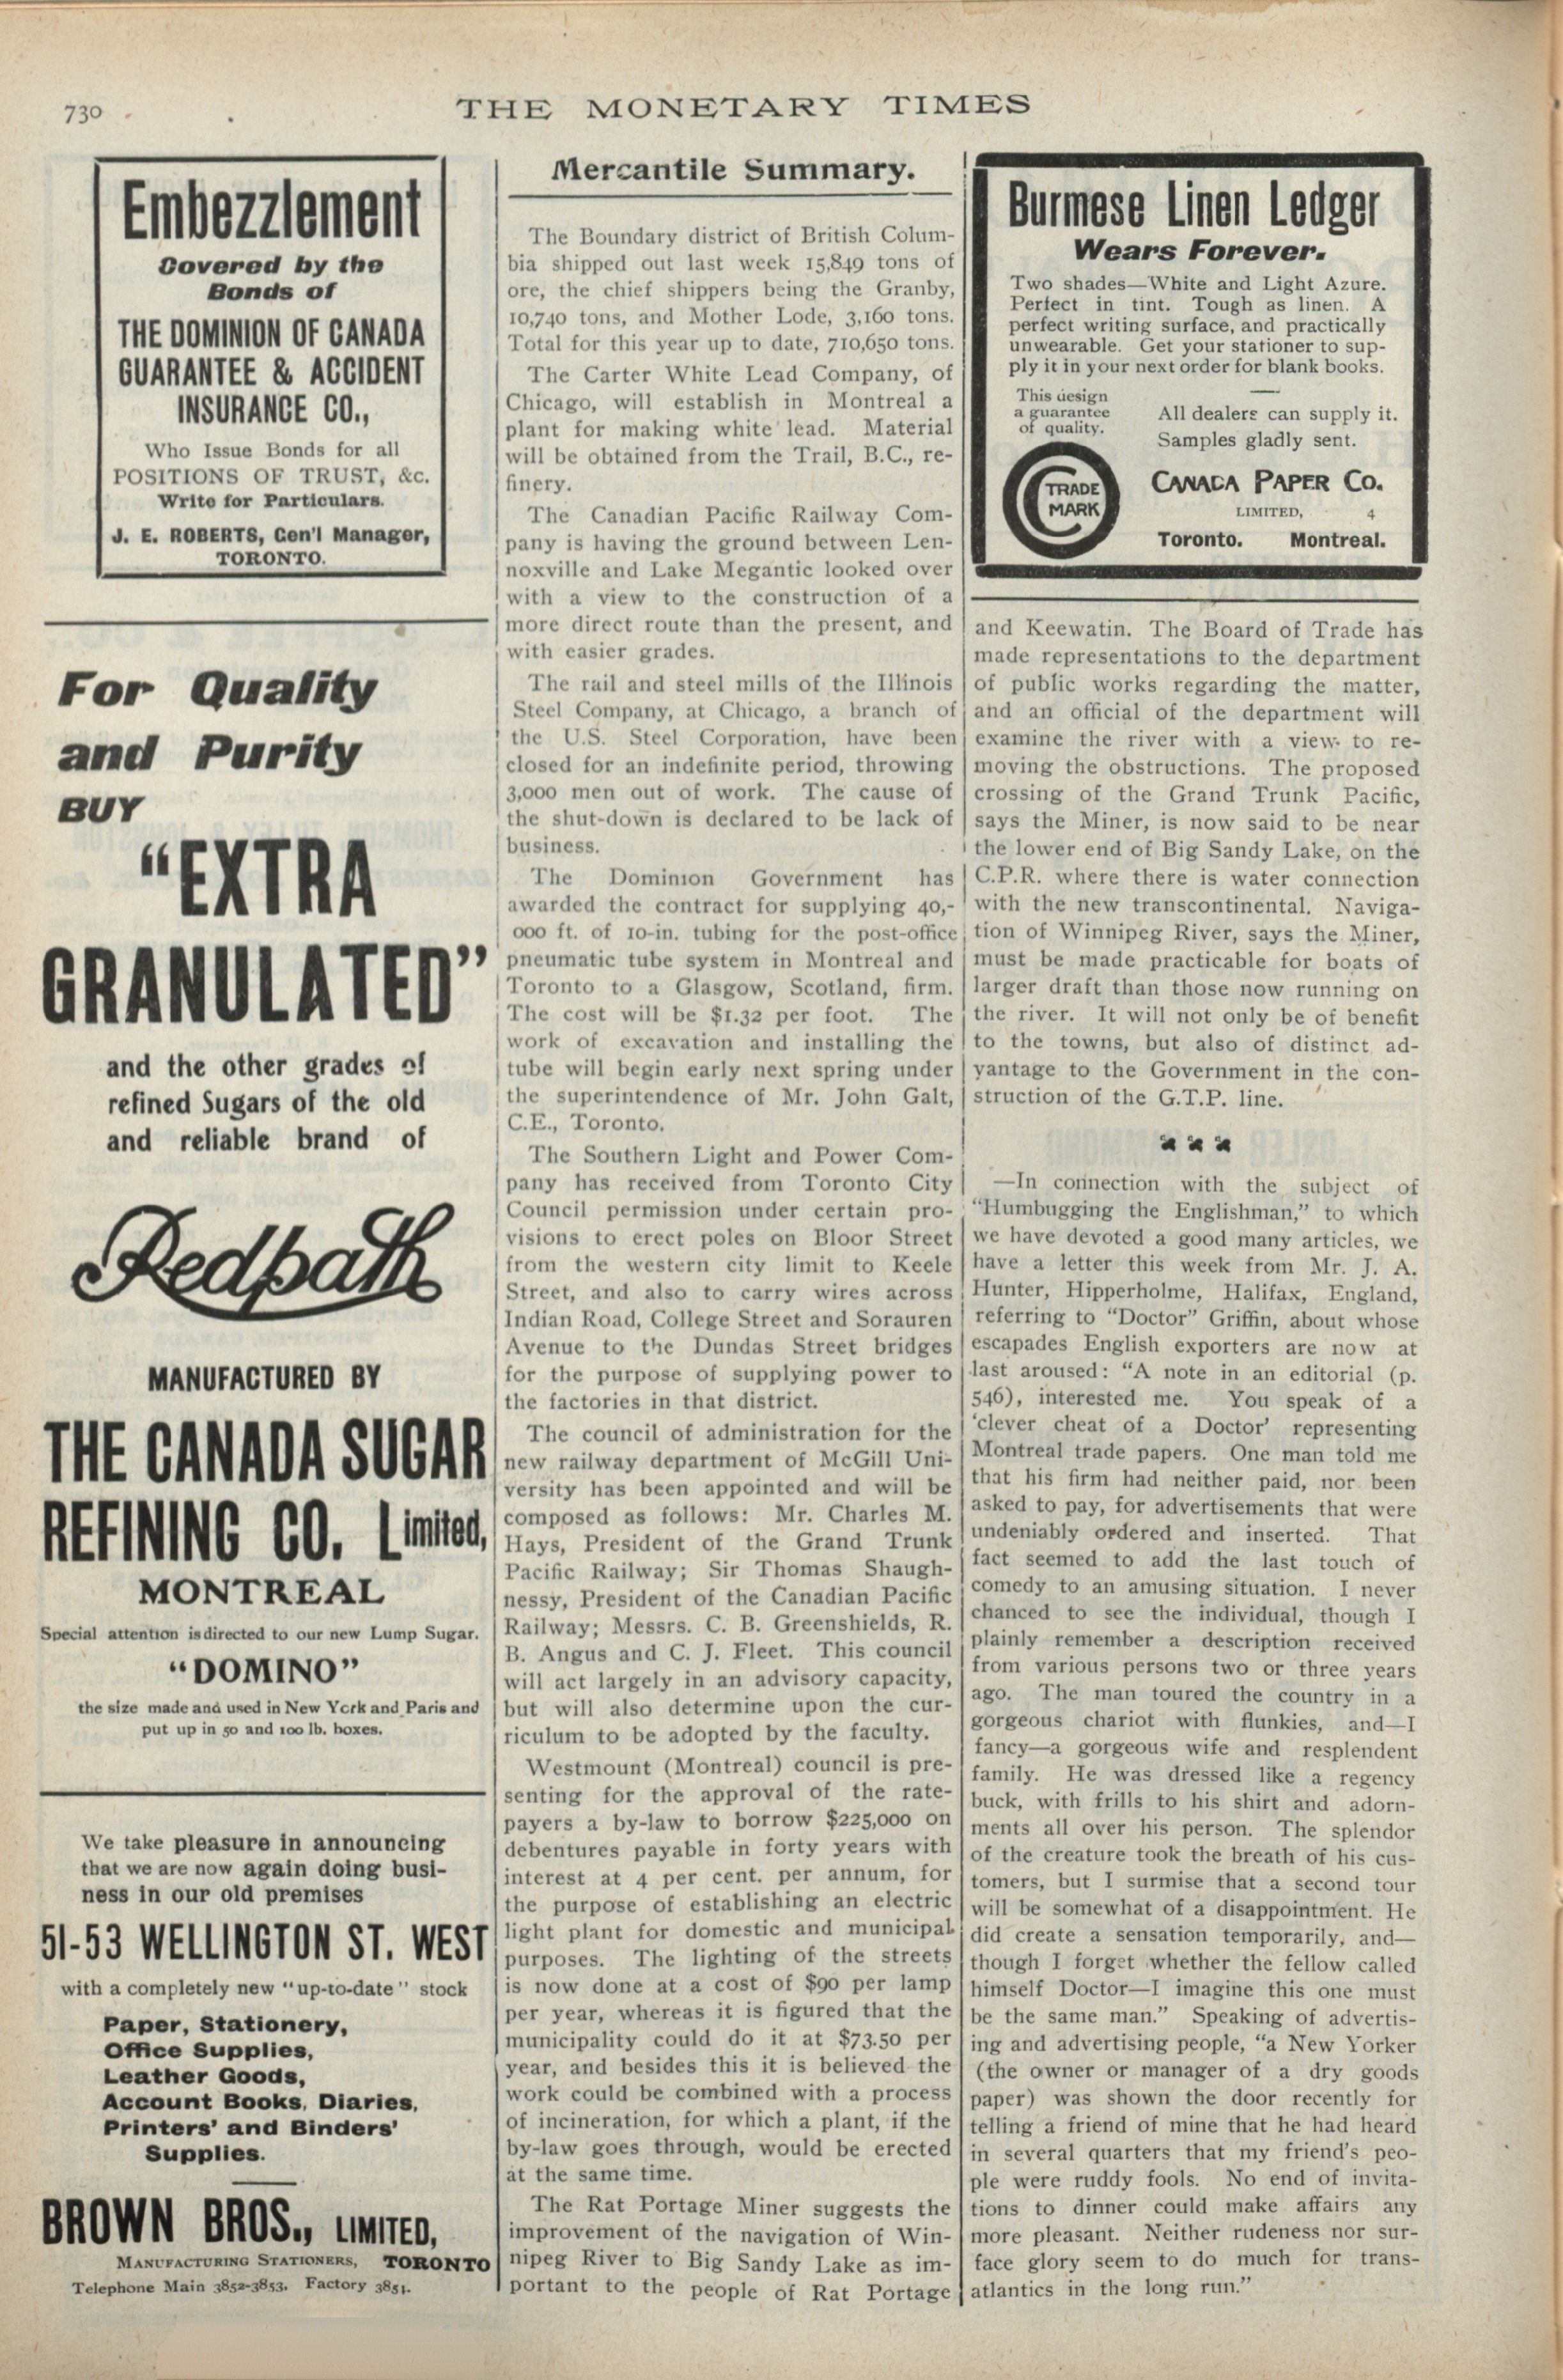 730
THE MONETARY TIMES
Embezzlement
Covered by the
Bonds of
THE DOMINION OF CANADA
GUARANTEE & ACCIDENT
INSURANCE CO.,
Who Issue Bonds for all
POSITIONS OF TRUST, &c.
Write for Particulars.
J. E. ROBERTS, Gen'l Manager,
TORONTO.
For Quality
and Purity
BUY
“EXTRA
GRANULATED”
and the other grades of
refined Sugars of the old
and reliable brand of
Redpath
MANUFACTURED BY
THE CANADA SUGAR
REFINING CO. Limited,
MONTREAL
Special attention is directed to our new Lump Sugar.
“DOMINO”
the size made and used in New York and Paris and
put up in 50 and 100 lb. boxes.
We take pleasure in announcing
that we are now again doing busi-
ness in our old premises
51-53 WELLINGTON ST. WEST
with a completely new “up-to-date” stock
Paper, Stationery,
Office Supplies,
Leather Goods,
Account Books, Diaries,
Printers' and Binders'
Supplies.
BROWN BROS., LIMITED,
MANUFACTURING STATIONERS, TORONTO
Telephone Main 3852-3853. Factory 3851.
Mercantile Summary.
The Boundary district of British Colum-
bia shipped out last week 15,849 tons of
ore, the chief shippers being the Granby,
10,740 tons, and Mother Lode, 3,160 tons.
Total for this year up to date, 710,650 tons.
The Carter White Lead Company, of
Chicago, will establish in Montreal a
plant for making white lead. Material
will be obtained from the Trail, B.C., re-
finery.
The Canadian Pacific Railway Com-
pany is having the ground between Len-
noxville and Lake Megantic looked over
with a view to the construction of a
more direct route than the present, and
with easier grades.
The rail and steel mills of the Illinois
Steel Company, at Chicago, a branch of
the U.S. Steel Corporation, have been
closed for an indefinite period, throwing
3,000 men out of work. The cause of
the shut-down is declared to be lack of
business.
The Dominion Government has
awarded the contract for supplying 40,-
000 ft. of 10-in. tubing for the post-office
pneumatic tube system in Montreal and
Toronto to a Glasgow, Scotland, firm.
The cost will be $1.32 per foot. The
work of excavation and installing the
tube will begin early next spring under
the superintendence of Mr. John Galt,
C.E., Toronto.
The Southern Light and Power Com-
pany has received from Toronto City
Council permission under certain pro-
visions to erect poles on Bloor Street
from the western city limit to Keele
Street, and also to carry wires across
Indian Road, College Street and Sorauren
Avenue to the Dundas Street bridges
for the purpose of supplying power to
the factories in that district.
The council of administration for the
new railway department of McGill Uni-
versity has been appointed and will be
composed as follows: Mr. Charles M.
Hays, President of the Grand Trunk
Pacific Railway; Sir Thomas Shaugh-
nessy, President of the Canadian Pacific
Railway; Messrs. C. B. Greenshields, R.
B. Angus and C. J. Fleet. This council
will act largely in an advisory capacity,
but will also determine upon the cur-
riculum to be adopted by the faculty.
Westmount (Montreal) council is pre-
senting for the approval of the rate-
payers a by-law to borrow $225,000 on
debentures payable in forty years with
interest at 4 per cent. per annum, for
the purpose of establishing an electric
light plant for domestic and municipal
purposes. The lighting of the streets
is now done at a cost of $90 per lamp
per year, whereas it is figured that the
municipality could do it at $73.50 per
year, and besides this it is believed the
work could be combined with a process
of incineration, for which a plant, if the
by-law goes through, would be erected
at the same time.
The Rat Portage Miner suggests the
improvement of the navigation of Win-
nipeg River to Big Sandy Lake as im-
portant to the people of Rat Portage
Burmese Linen Ledger
Wears Forever.
Two shades—White and Light Azure.
Perfect in tint. Tough as linen. A
perfect writing surface, and practically
unwearable. Get your stationer to sup-
ply it in your next order for blank books.
This design
a guarantee
of quality.
TRADE
MARK
All dealers can supply it.
Samples gladly sent.
CANADA PAPER CO.
LIMITED, 4
Toronto. Montreal.
and Keewatin. The Board of Trade has
made representations to the department
of public works regarding the matter,
and an official of the department will
examine the river with a view to re-
moving the obstructions. The proposed
crossing of the Grand Trunk Pacific,
says the Miner, is now said to be near
the lower end of Big Sandy Lake, on the
C.P.R. where there is water connection
with the new transcontinental. Naviga-
tion of Winnipeg River, says the Miner,
must be made practicable for boats of
larger draft than those now running on
the river. It will not only be of benefit
to the towns, but also of distinct ad-
vantage to the Government in the con-
struction of the G.T.P. line.
—In connection with the subject of
“Humbugging the Englishman,” to which
we have devoted a good many articles, we
have a letter this week from Mr. J. A.
Hunter, Hipperholme, Halifax, England,
referring to “Doctor” Griffin, about whose
escapades English exporters are now at
last aroused: “A note in an editorial (p.
546), interested me. You speak of a
‘clever cheat of a Doctor’ representing
Montreal trade papers. One man told me
that his firm had neither paid, nor been
asked to pay, for advertisements that were
undeniably ordered and inserted. That
fact seemed to add the last touch of
comedy to an amusing situation. I never
chanced to see the individual, though I
plainly remember a description received
from various persons two or three years
ago. The man toured the country in a
gorgeous chariot with flunkies, and—I
fancy—a gorgeous wife and resplendent
family. He was dressed like a regency
buck, with frills to his shirt and adorn-
ments all over his person. The splendor
of the creature took the breath of his cus-
tomers, but I surmise that a second tour
will be somewhat of a disappointment. He
did create a sensation temporarily, and—
though I forget whether the fellow called
himself Doctor—I imagine this one must
be the same man.” Speaking of advertis-
ing and advertising people, “a New Yorker
(the owner or manager of a dry goods
paper) was shown the door recently for
telling a friend of mine that he had heard
in several quarters that my friend's peo-
ple were ruddy fools. No end of invita-
tions to dinner could make affairs any
more pleasant. Neither rudeness nor sur-
face glory seem to do much for trans-
atlantics in the long run.”